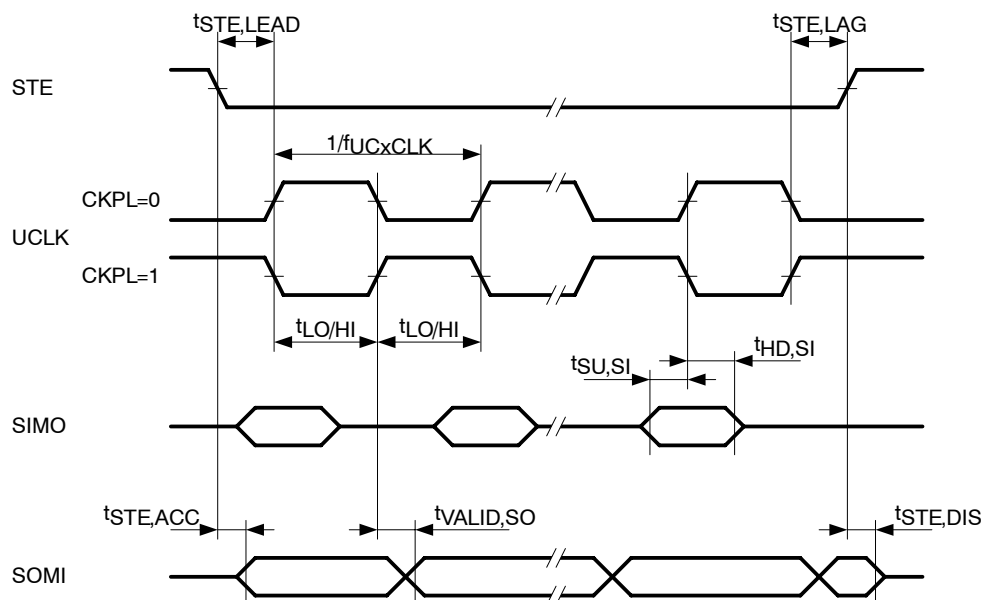 tSTE,LEAD
tSTE,LAG
STE
1/fUCxCLK
CKPL=0
UCLK
CKPL=1
tLO/HI
tLO/HI
tHD,SI
tSU,SI
SIMO
tSTE,ACC
tVALID,SO
tSTE,DIS
SOMI